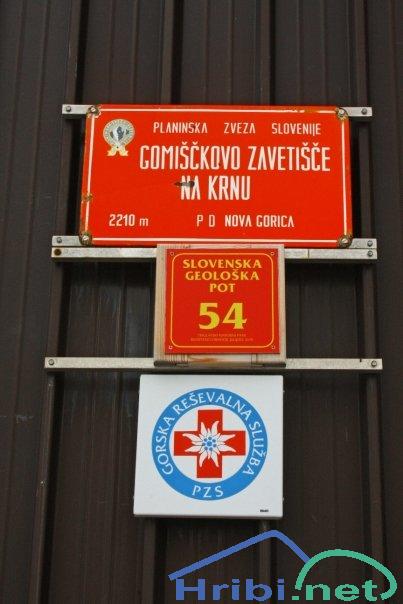 PLANINSKA ZVEZA SLOVENIJE
GOMIŠČKOVO ZAVETIŠČE
NA KRNU
2210 m P D NOVA GORICA
SLOVENSKA
GEOLOŠKA
POT
54
GORSKA REŠEVALNA SLUŽBA
PZS
Hribi.net